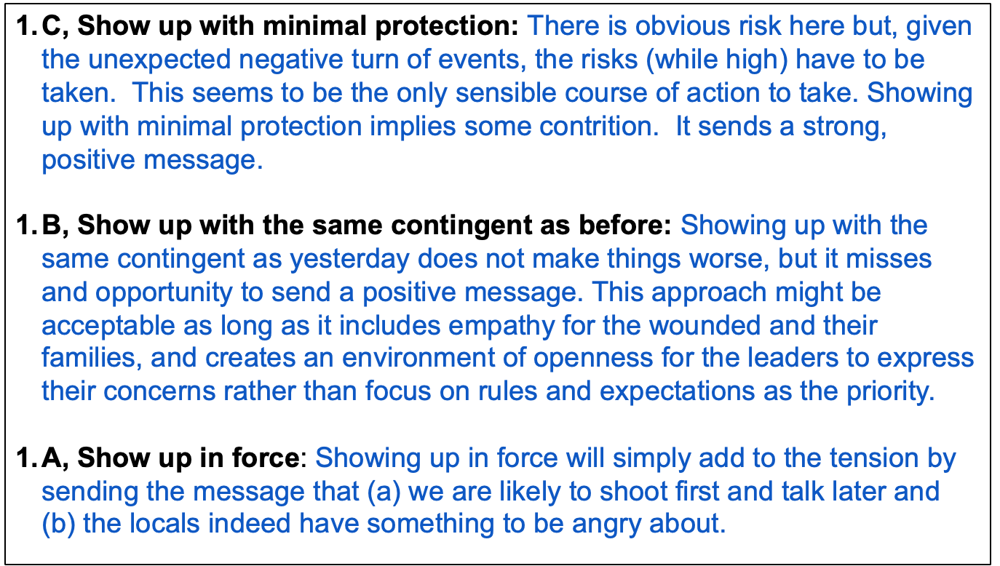 1. C, Show up with minimal protection: There is obvious risk here but, given
the unexpected negative turn of events, the risks (while high) have to be
taken.  This seems to be the only sensible course of action to take. Showing
up with minimal protection implies some contrition.  It sends a strong,
positive message.
1. B, Show up with the same contingent as before: Showing up with the
same contingent as yesterday does not make things worse, but it misses
and opportunity to send a positive message. This approach might be
acceptable as long as it includes empathy for the wounded and their
families, and creates an environment of openness for the leaders to express
their concerns rather than focus on rules and expectations as the priority.
1. A, Show up in force: Showing up in force will simply add to the tension by
sending the message that (a) we are likely to shoot first and talk later and
(b) the locals indeed have something to be angry about.